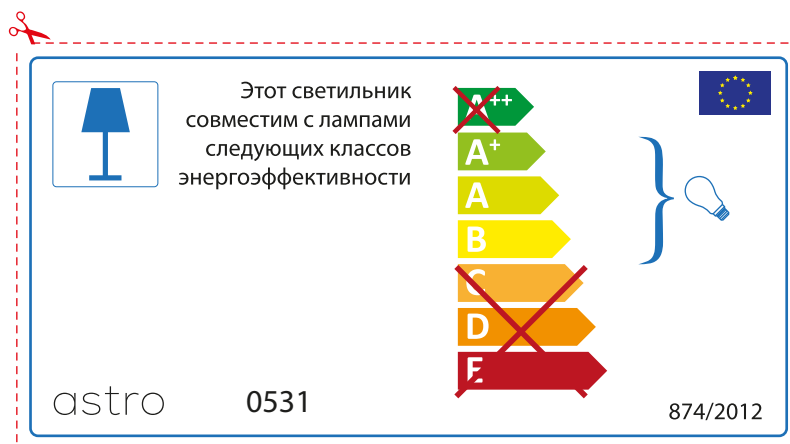 Этот светильник
совместим с лампами
следующих классов
энергоэффективности
A++
A+
A
B
C
D
E
astro
0531
874/2012